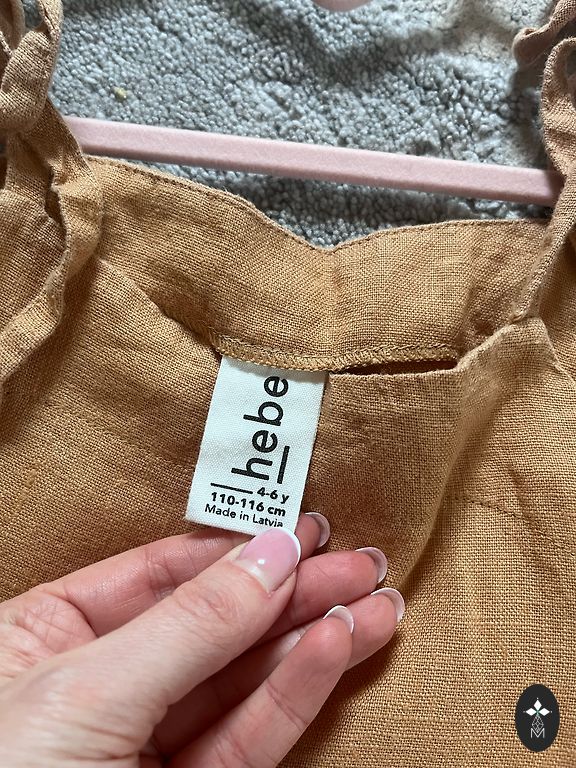 hebe
4-6 y
110-116 cm
Made in Latvia
M